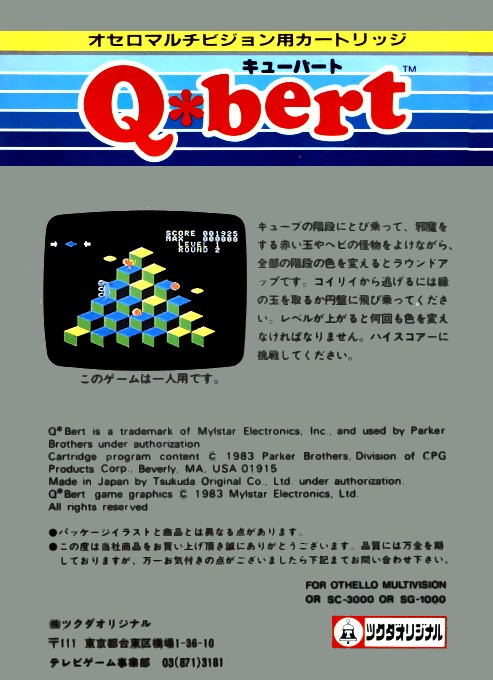 オセロマルチビジョン用カートリッジ
キューバート
Q*bert™
SCORE 001925
MAX 000000
LEVEL 1
ROUND 2
キューブの階段にとび乗って、邪魔を
する赤い玉やヘビの怪物をよけながら、
全部の階段の色を変えるとラウンドア
ップです。コイリイから逃げるには緑
の玉を取るか円盤に飛び乗ってくださ
い。レベルが上がると何回も色を変え
なければなりません。ハイスコアーに
挑戦してください。
このゲームは一人用です。
Q*Bert is a trademark of Mylstar Electronics, Inc., and used by Parker
Brothers under authorization
Cartridge program content © 1983 Parker Brothers, Division of CPG
Products Corp., Beverly, MA, USA 01915
Made in Japan by Tsukuda Original Co., Ltd. under authorization.
Q*Bert game graphics © 1983 Mylstar Electronics, Ltd.
All rights reserved
●パッケージイラストと商品とは異なる点があります。
●この度は当社商品をお買い上げ頂き誠にありがとうございます。品質には万全を期
しておりますが、万一お気付きの点がございましたら下記までお問い合わせ下さい。
FOR OTHELLO MULTIVISION
OR SC-3000 OR SG-1000
㈱ツクダオリジナル
〒111 東京都台東区橋場1-36-10
テレビゲーム事業部 03(871)3181
ツクダオリジナル